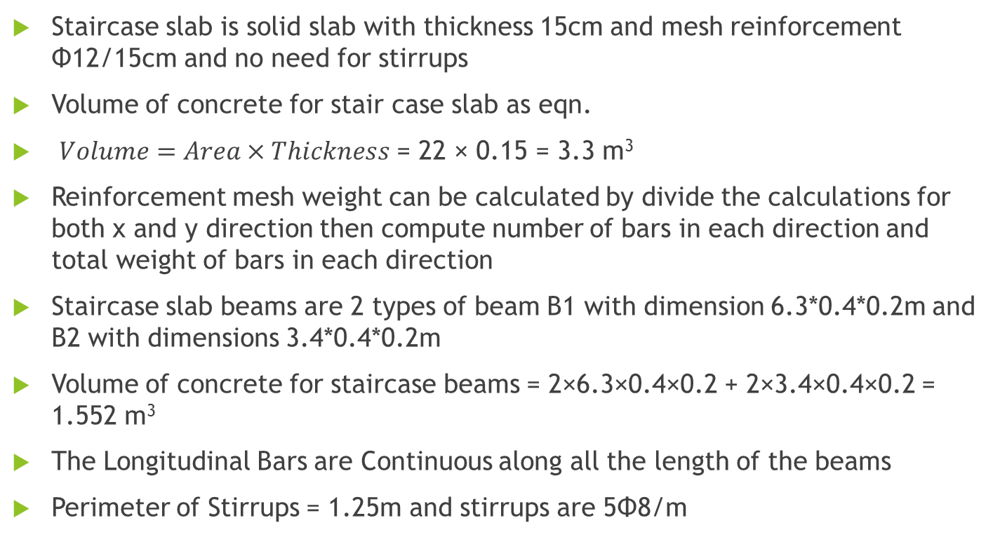 Staircase slab is solid slab with thickness 15cm and mesh reinforcement
Φ12/15cm and no need for stirrups
Volume of concrete for stair case slab as eqn.
Volume = Area × Thickness = 22 × 0.15 = 3.3 m³
Reinforcement mesh weight can be calculated by divide the calculations for
both x and y direction then compute number of bars in each direction and
total weight of bars in each direction
Staircase slab beams are 2 types of beam B1 with dimension 6.3*0.4*0.2m and
B2 with dimensions 3.4*0.4*0.2m
Volume of concrete for staircase beams = 2×6.3×0.4×0.2 + 2×3.4×0.4×0.2 =
1.552 m³
The Longitudinal Bars are Continuous along all the length of the beams
Perimeter of Stirrups = 1.25m and stirrups are 5Φ8/m